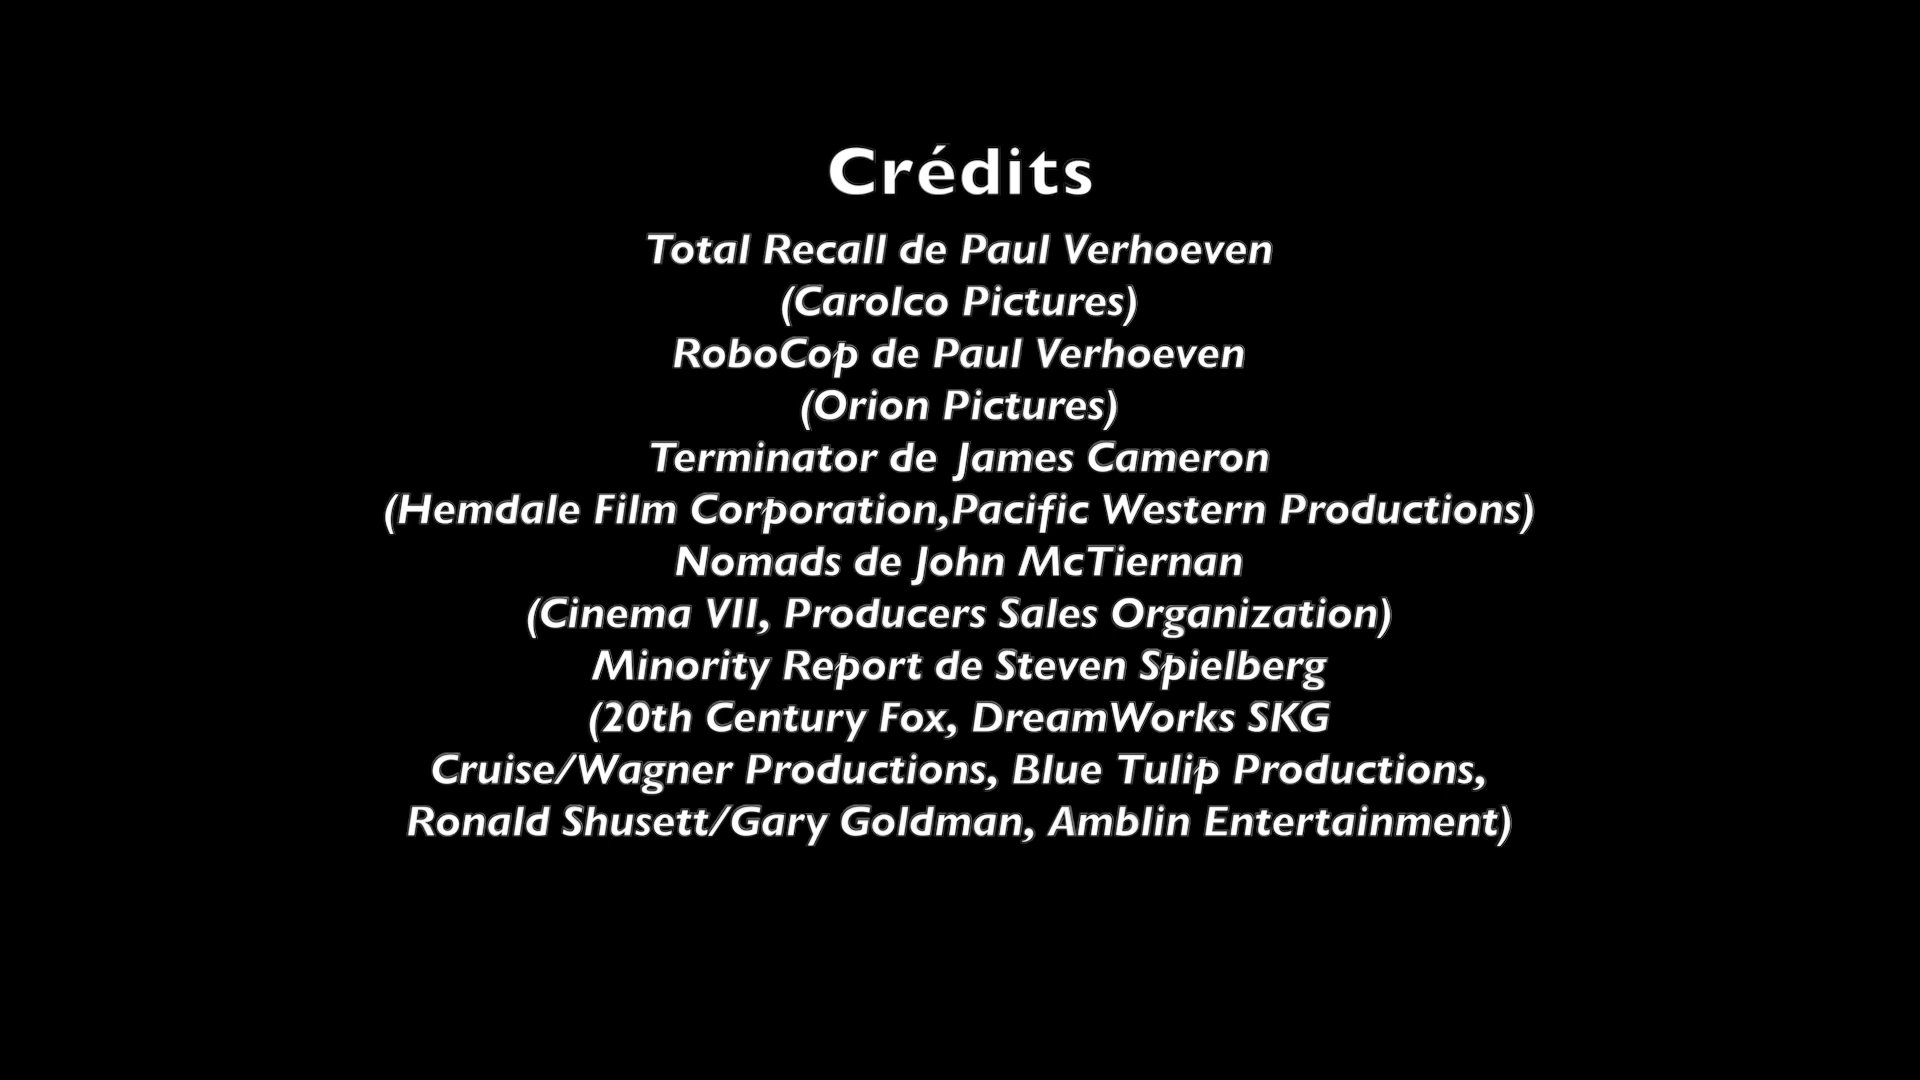 Crédits
Total Recall de Paul Verhoeven
(Carolco Pictures)
RoboCop de Paul Verhoeven
(Orion Pictures)
Terminator de James Cameron
(Hemdale Film Corporation,Pacific Western Productions)
Nomads de John McTiernan
(Cinema VII, Producers Sales Organization)
Minority Report de Steven Spielberg
(20th Century Fox, DreamWorks SKG
Cruise/Wagner Productions, Blue Tulip Productions,
Ronald Shusett/Gary Goldman, Amblin Entertainment)